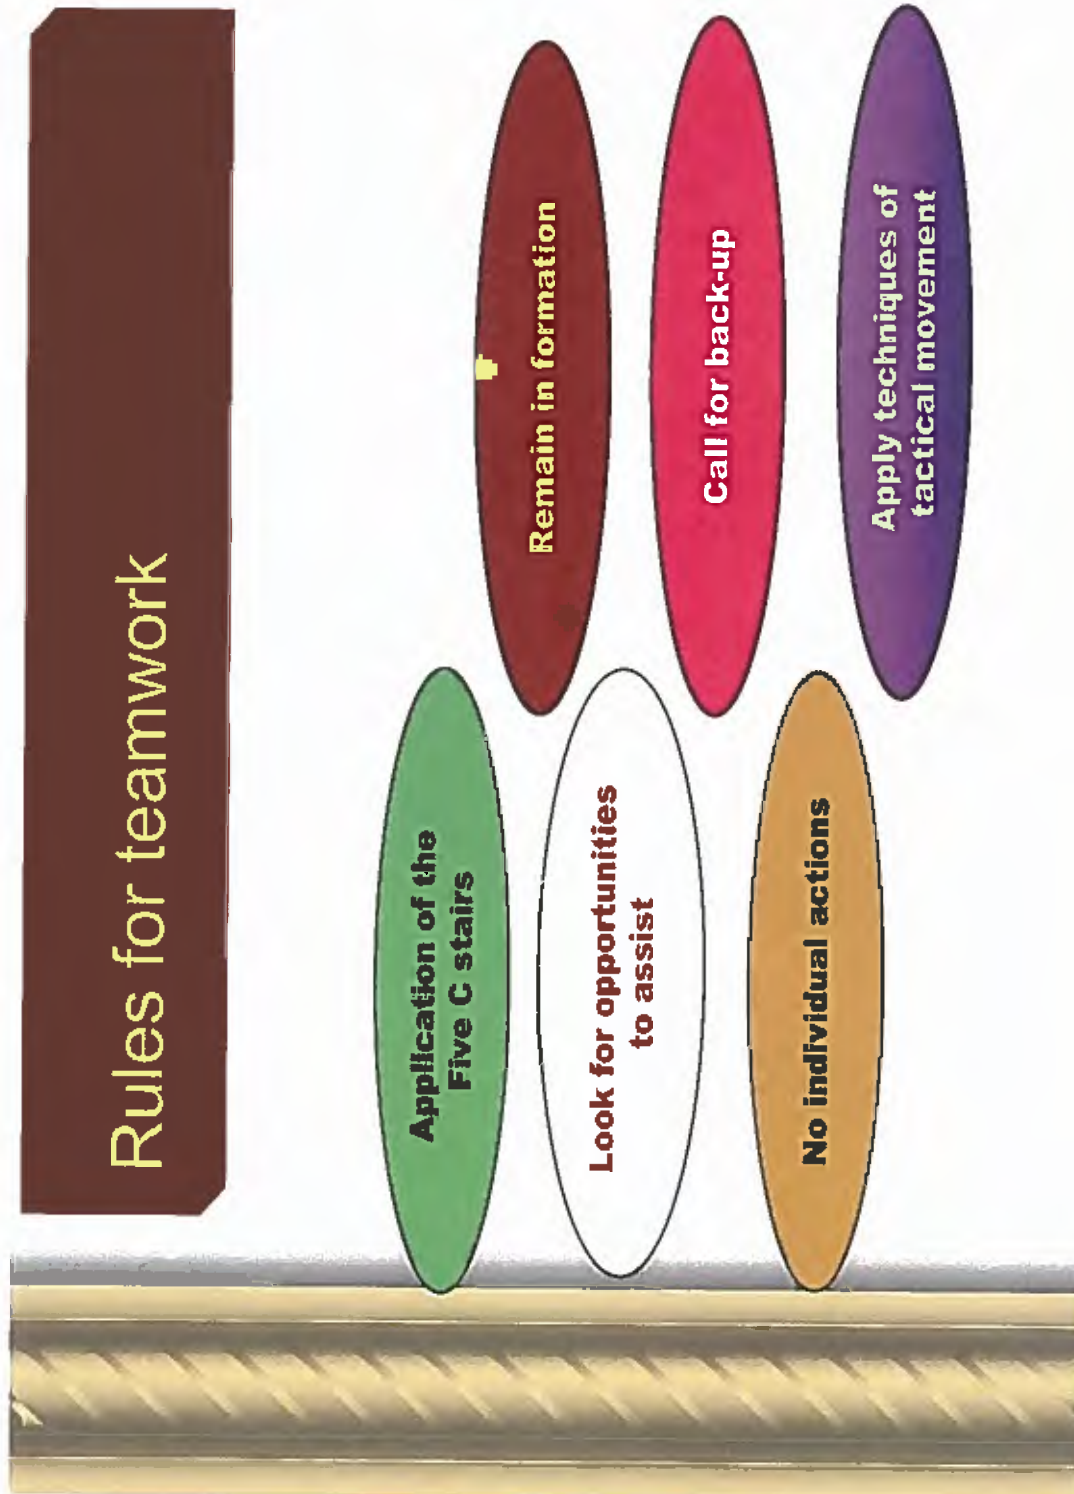 Rules for teamwork
Application of the
Five C stairs
Remain in formation
Look for opportunities
to assist
Call for back-up
No individual actions
Apply techniques of
tactical movement